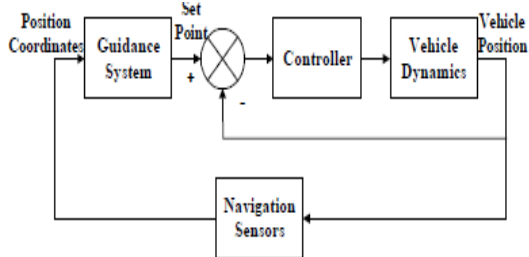 Position
Coordinates
Guidance
System
Set
Point
+
-
Controller
Vehicle
Dynamics
Vehicle
Position
Navigation
Sensors